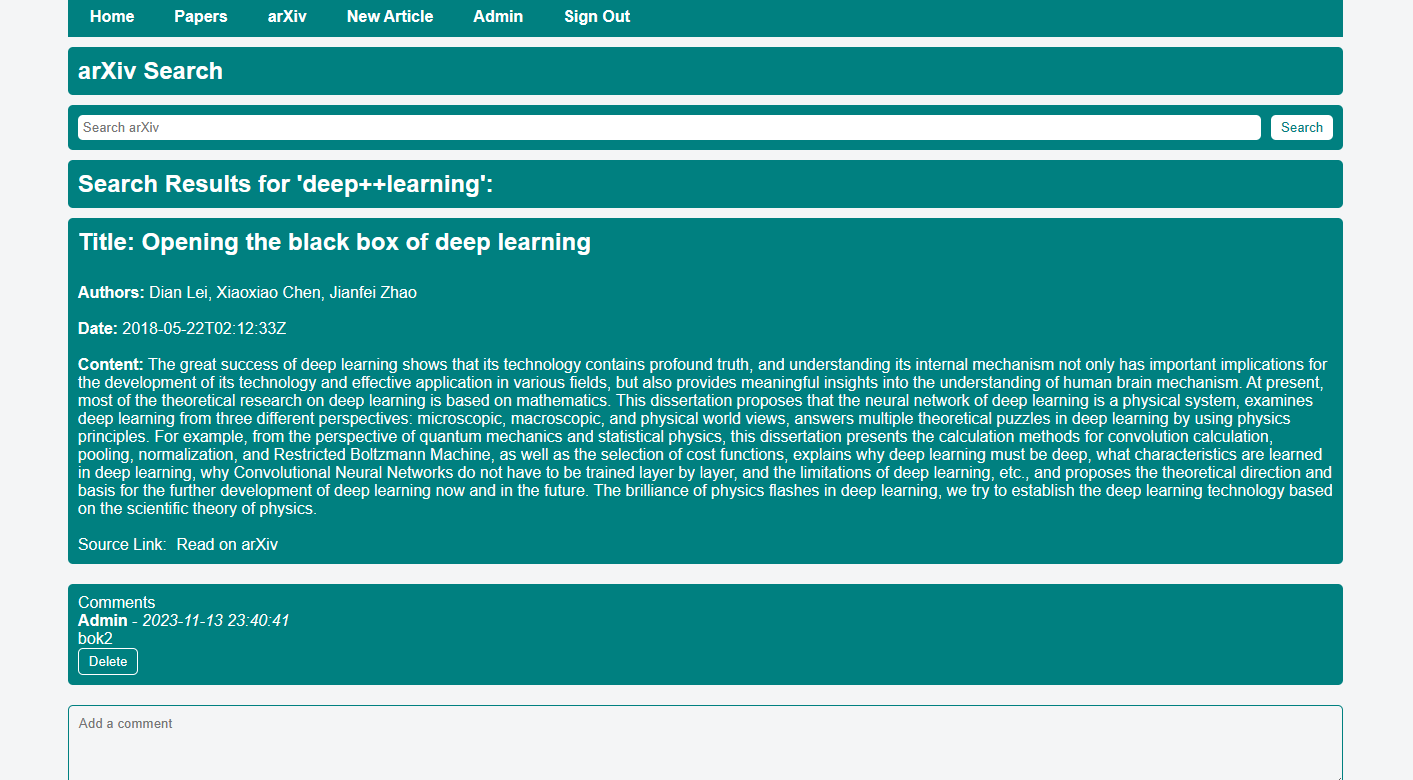 Home Papers arXiv New Article Admin Sign Out
arXiv Search
Search arXiv Search
Search Results for 'deep++learning':
Title: Opening the black box of deep learning
Authors: Dian Lei, Xiaoxiao Chen, Jianfei Zhao
Date: 2018-05-22T02:12:33Z
Content: The great success of deep learning shows that its technology contains profound truth, and understanding its internal mechanism not only has important implications for
the development of its technology and effective application in various fields, but also provides meaningful insights into the understanding of human brain mechanism. At present,
most of the theoretical research on deep learning is based on mathematics. This dissertation proposes that the neural network of deep learning is a physical system, examines
deep learning from three different perspectives: microscopic, macroscopic, and physical world views, answers multiple theoretical puzzles in deep learning by using physics
principles. For example, from the perspective of quantum mechanics and statistical physics, this dissertation presents the calculation methods for convolution calculation,
pooling, normalization, and Restricted Boltzmann Machine, as well as the selection of cost functions, explains why deep learning must be deep, what characteristics are learned
in deep learning, why Convolutional Neural Networks do not have to be trained layer by layer, and the limitations of deep learning, etc., and proposes the theoretical direction and
basis for the further development of deep learning now and in the future. The brilliance of physics flashes in deep learning, we try to establish the deep learning technology based
on the scientific theory of physics.
Source Link: Read on arXiv
Comments
Admin - 2023-11-13 23:40:41
bok2
Delete
Add a comment